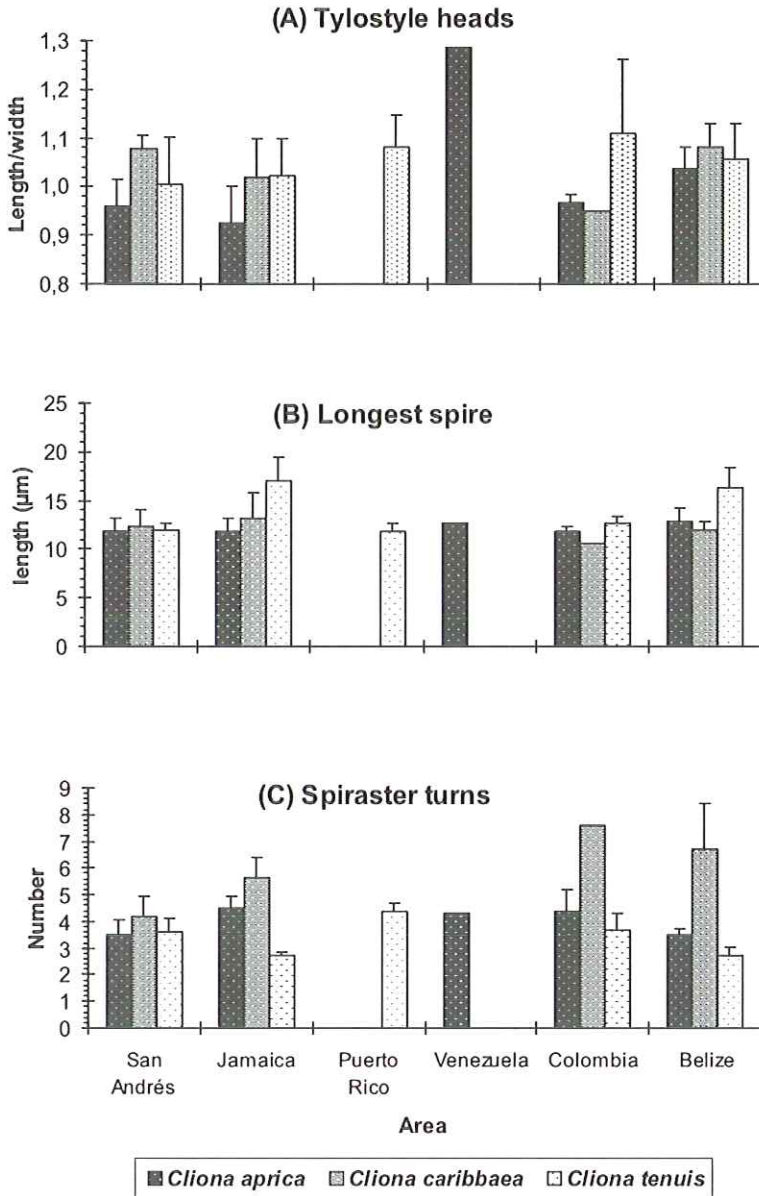 (A) Tylostyle heads
1,3
1,2
1,1
1,0
0,9
0,8
Length/width
(B) Longest spire
25
20
15
10
5
0
length (µm)
(C) Spiraster turns
9
8
7
6
5
4
3
2
1
0
Number
San Andrés
Jamaica
Puerto Rico
Venezuela
Colombia
Belize
Area
Cliona aprica
Cliona caribbaea
Cliona tenuis